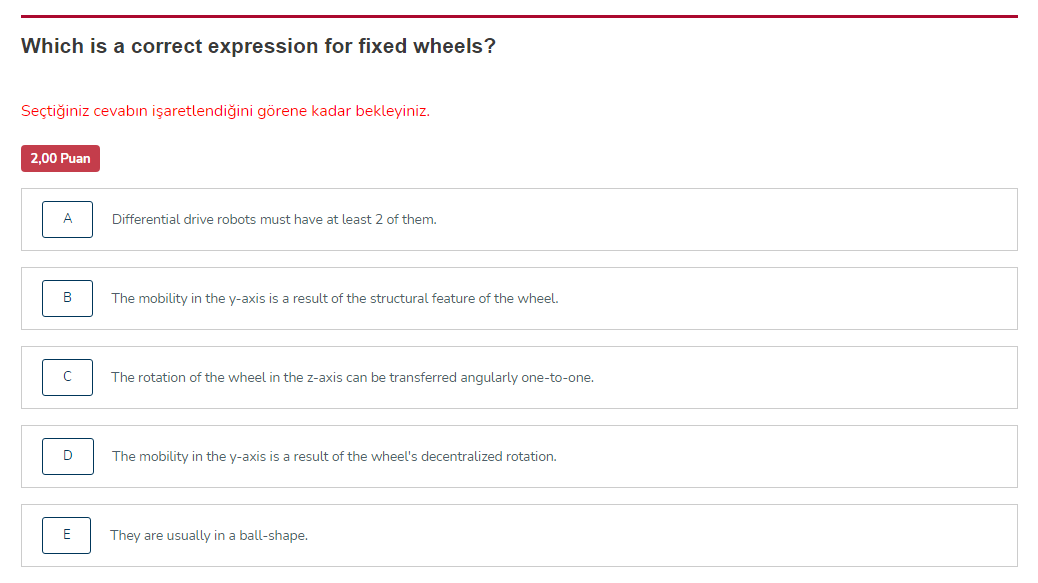 Which is a correct expression for fixed wheels?
Seçtiğiniz cevabın işaretlendiğini görene kadar bekleyiniz.
2,00 Puan
A Differential drive robots must have at least 2 of them.
B The mobility in the y-axis is a result of the structural feature of the wheel.
C The rotation of the wheel in the z-axis can be transferred angularly one-to-one.
D The mobility in the y-axis is a result of the wheel's decentralized rotation.
E They are usually in a ball-shape.